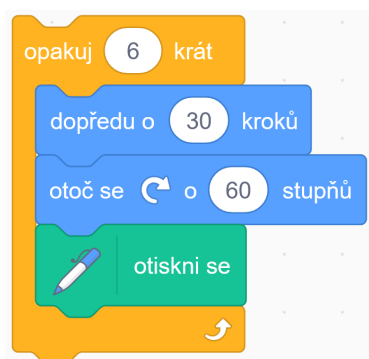 opakuj 6 krát
dopředu o 30 kroků
otoč se o 60 stupňů
otiskni se